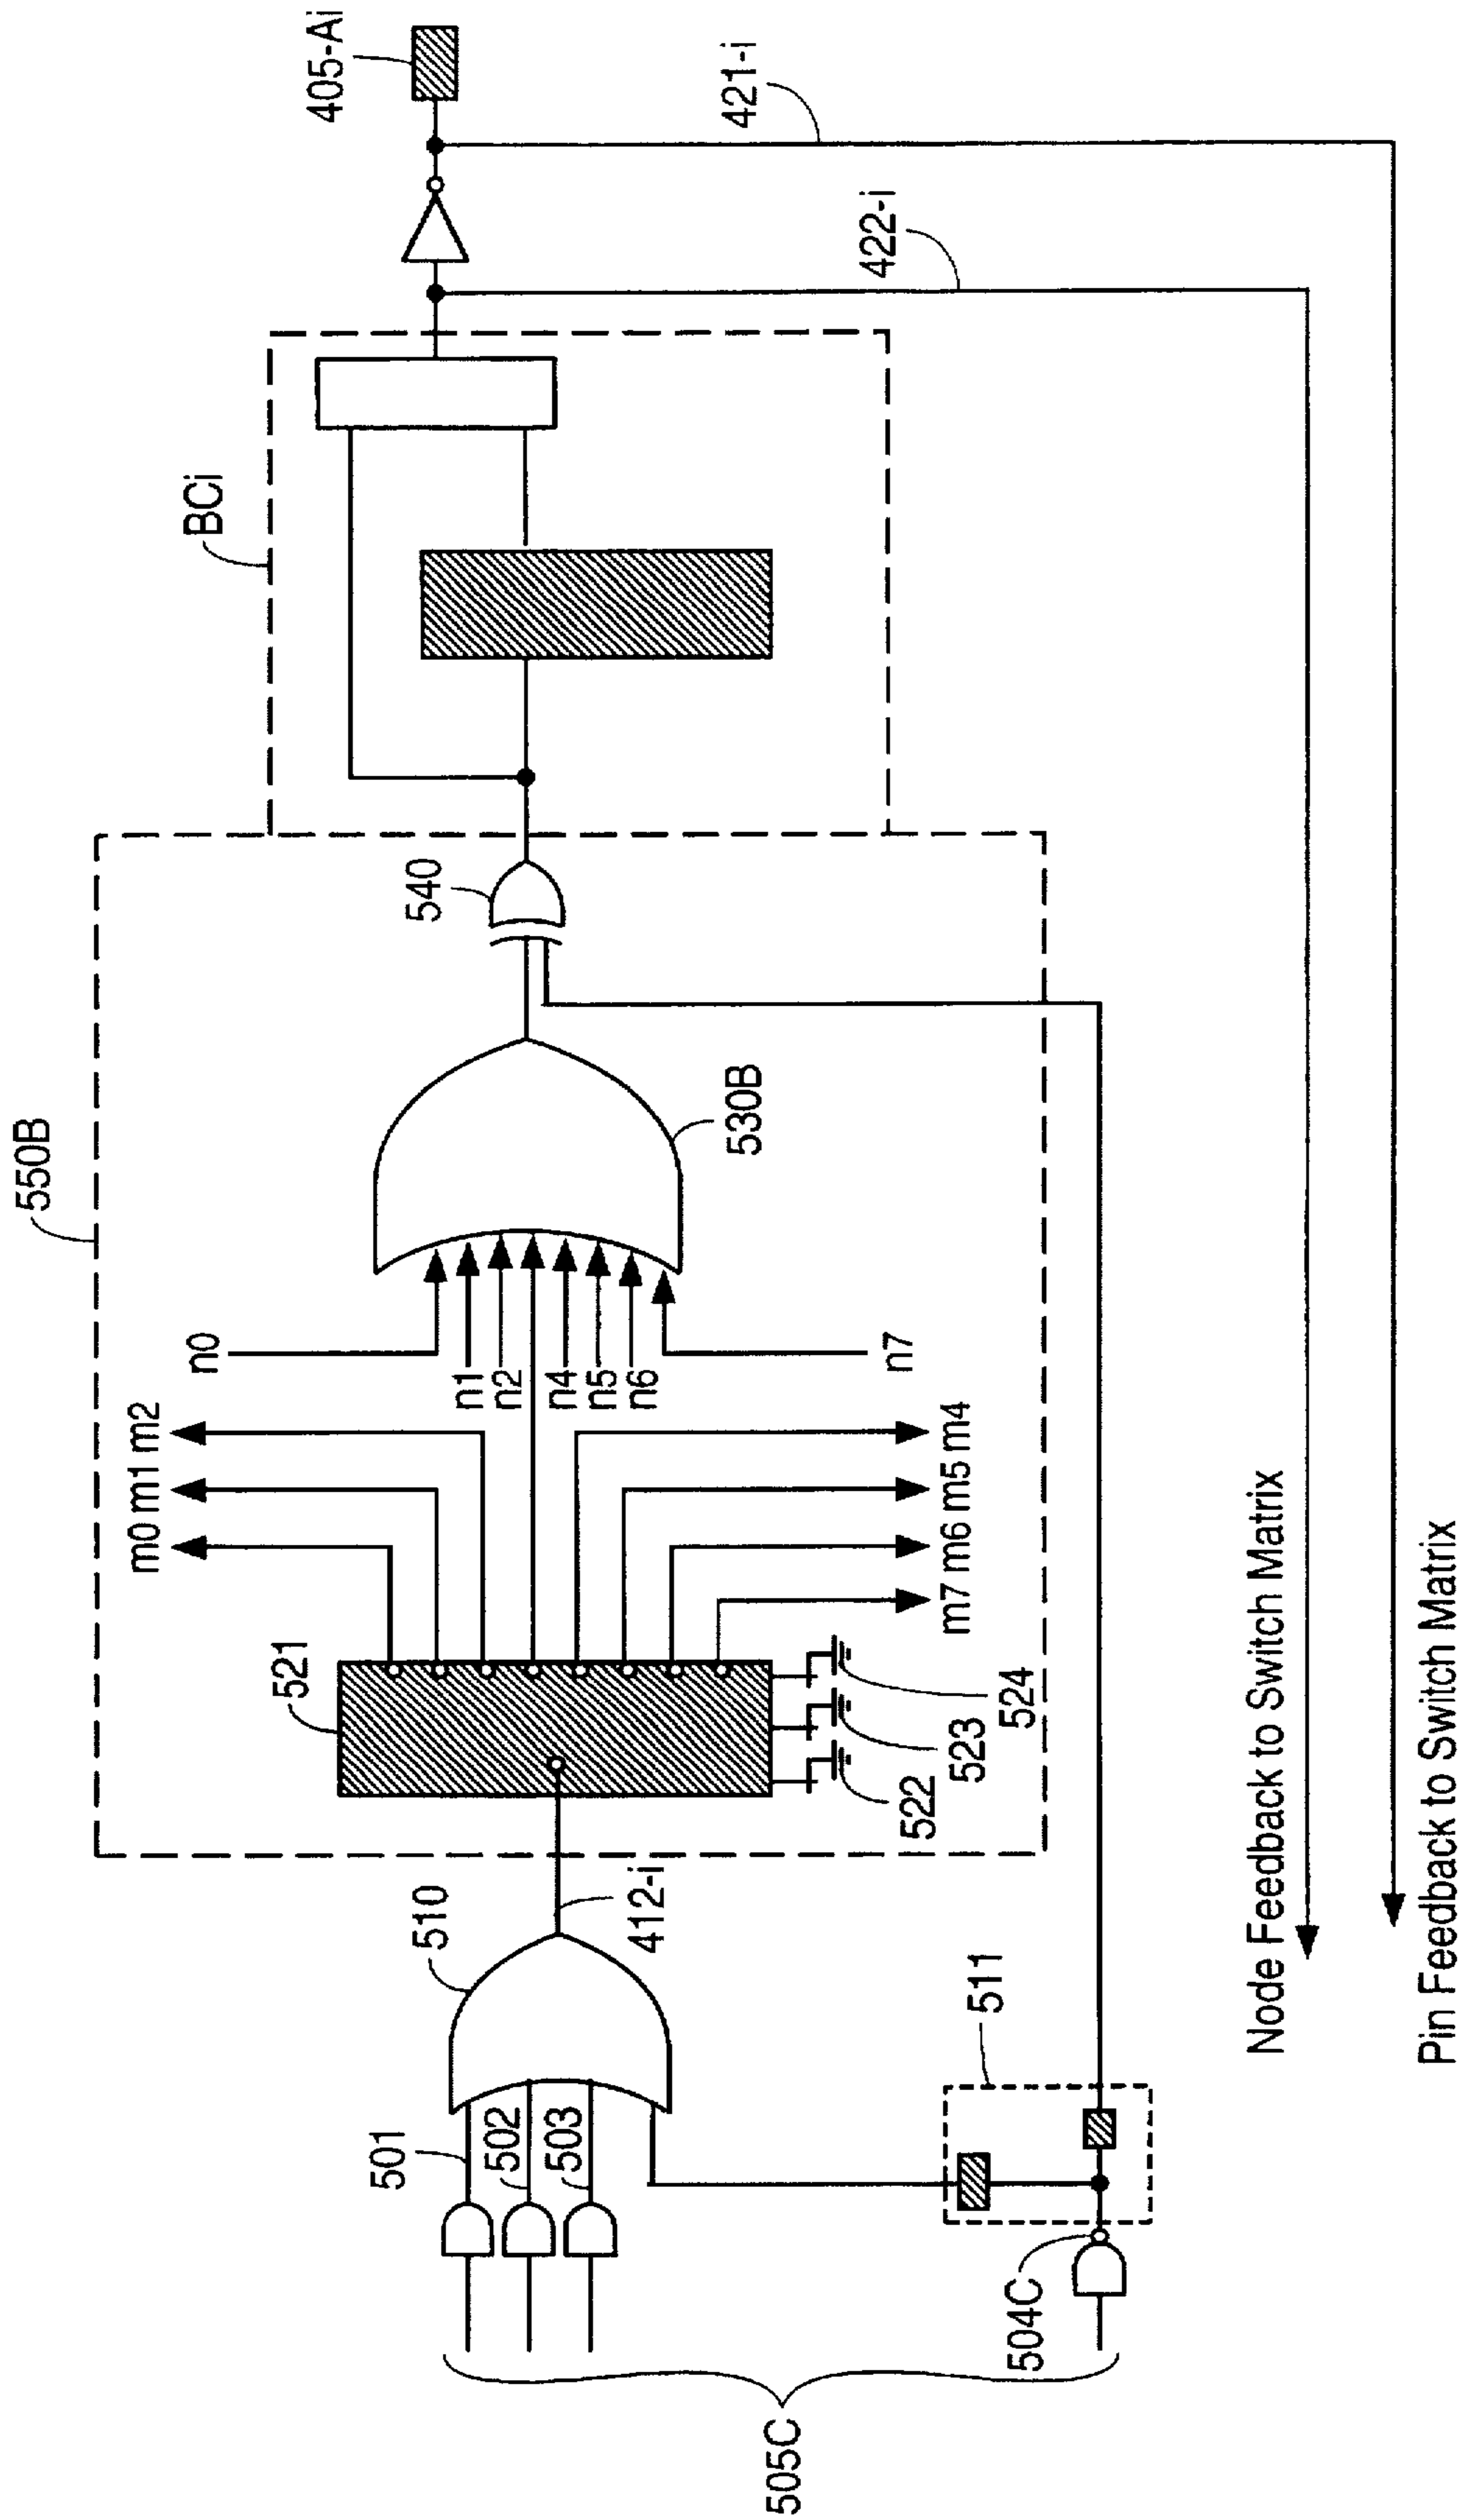 550B
BCi
405-Ai
421-i
422-i
540
530B
n0
n1
n2
n4
n5
n6
n7
m0 m1 m2
m7 m6 m5 m4
521
522
523
524
510
412-i
501
502
503
511
504C
505C
Node Feedback to Switch Matrix
Pin Feedback to Switch Matrix